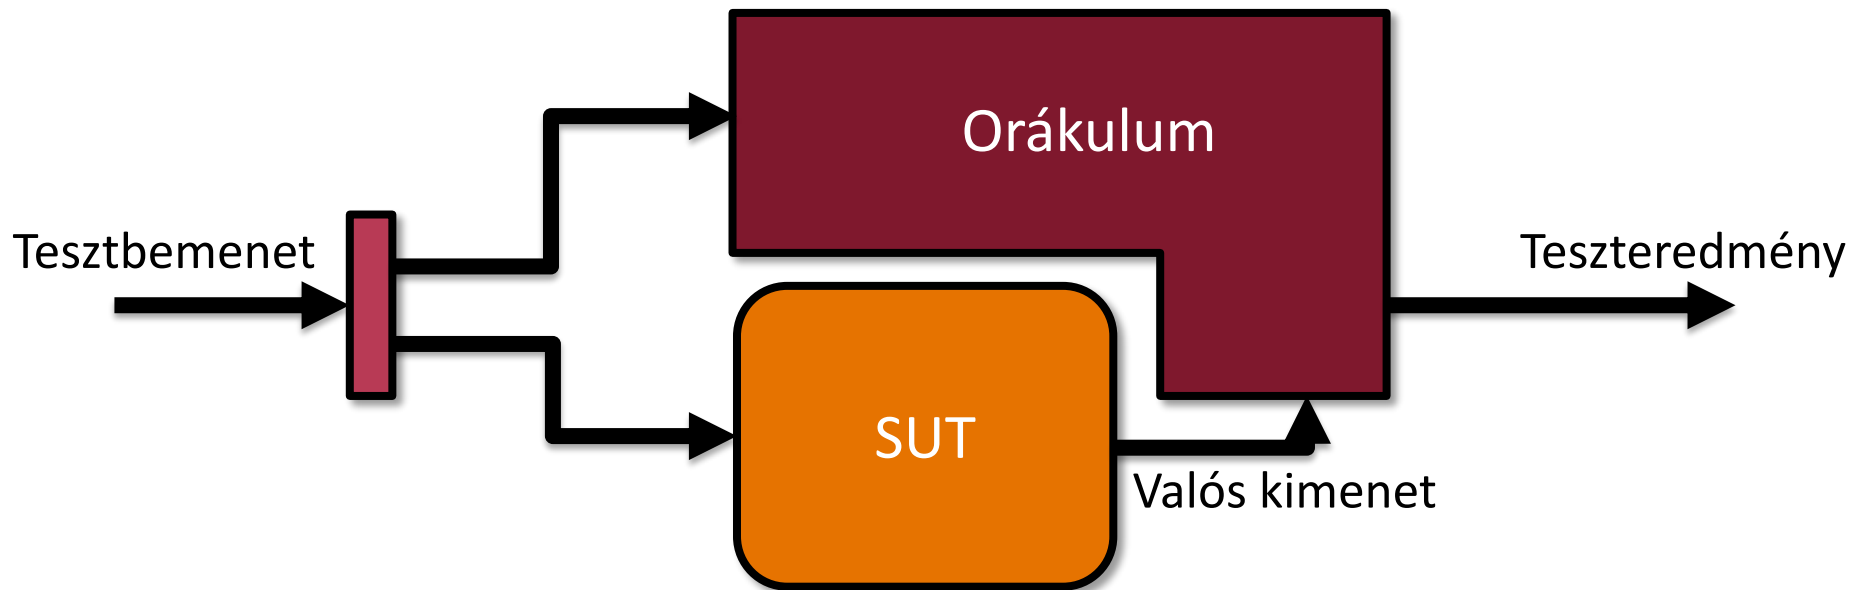 Orákulum
Tesztbemenet
Teszteredmény
SUT
Valós kimenet